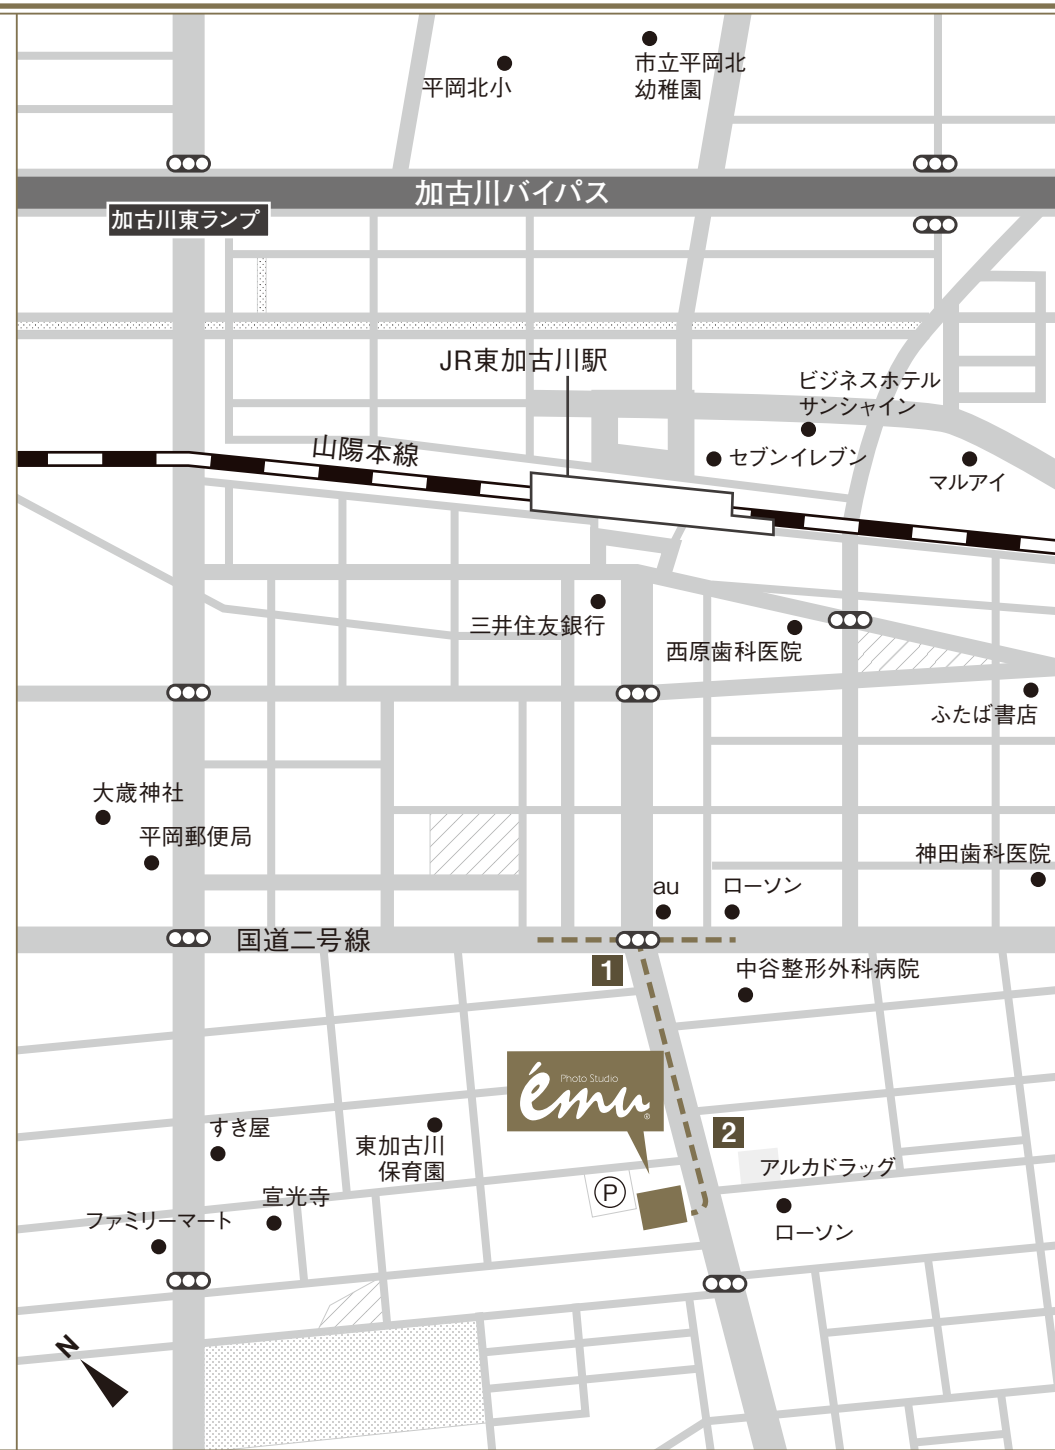 平岡北小
市立平岡北
幼稚園
加古川バイパス
加古川東ランプ
JR東加古川駅
ビジネスホテル
サンシャイン
山陽本線
セブンイレブン
マルアイ
三井住友銀行
西原歯科医院
ふたば書店
大歳神社
平岡郵便局
神田歯科医院
au
ローソン
国道二号線
1
中谷整形外科病院
Photo Studio
ému
®
2
すき屋
東加古川
保育園
アルカドラッグ
P
宣光寺
ファミリーマート
ローソン
N